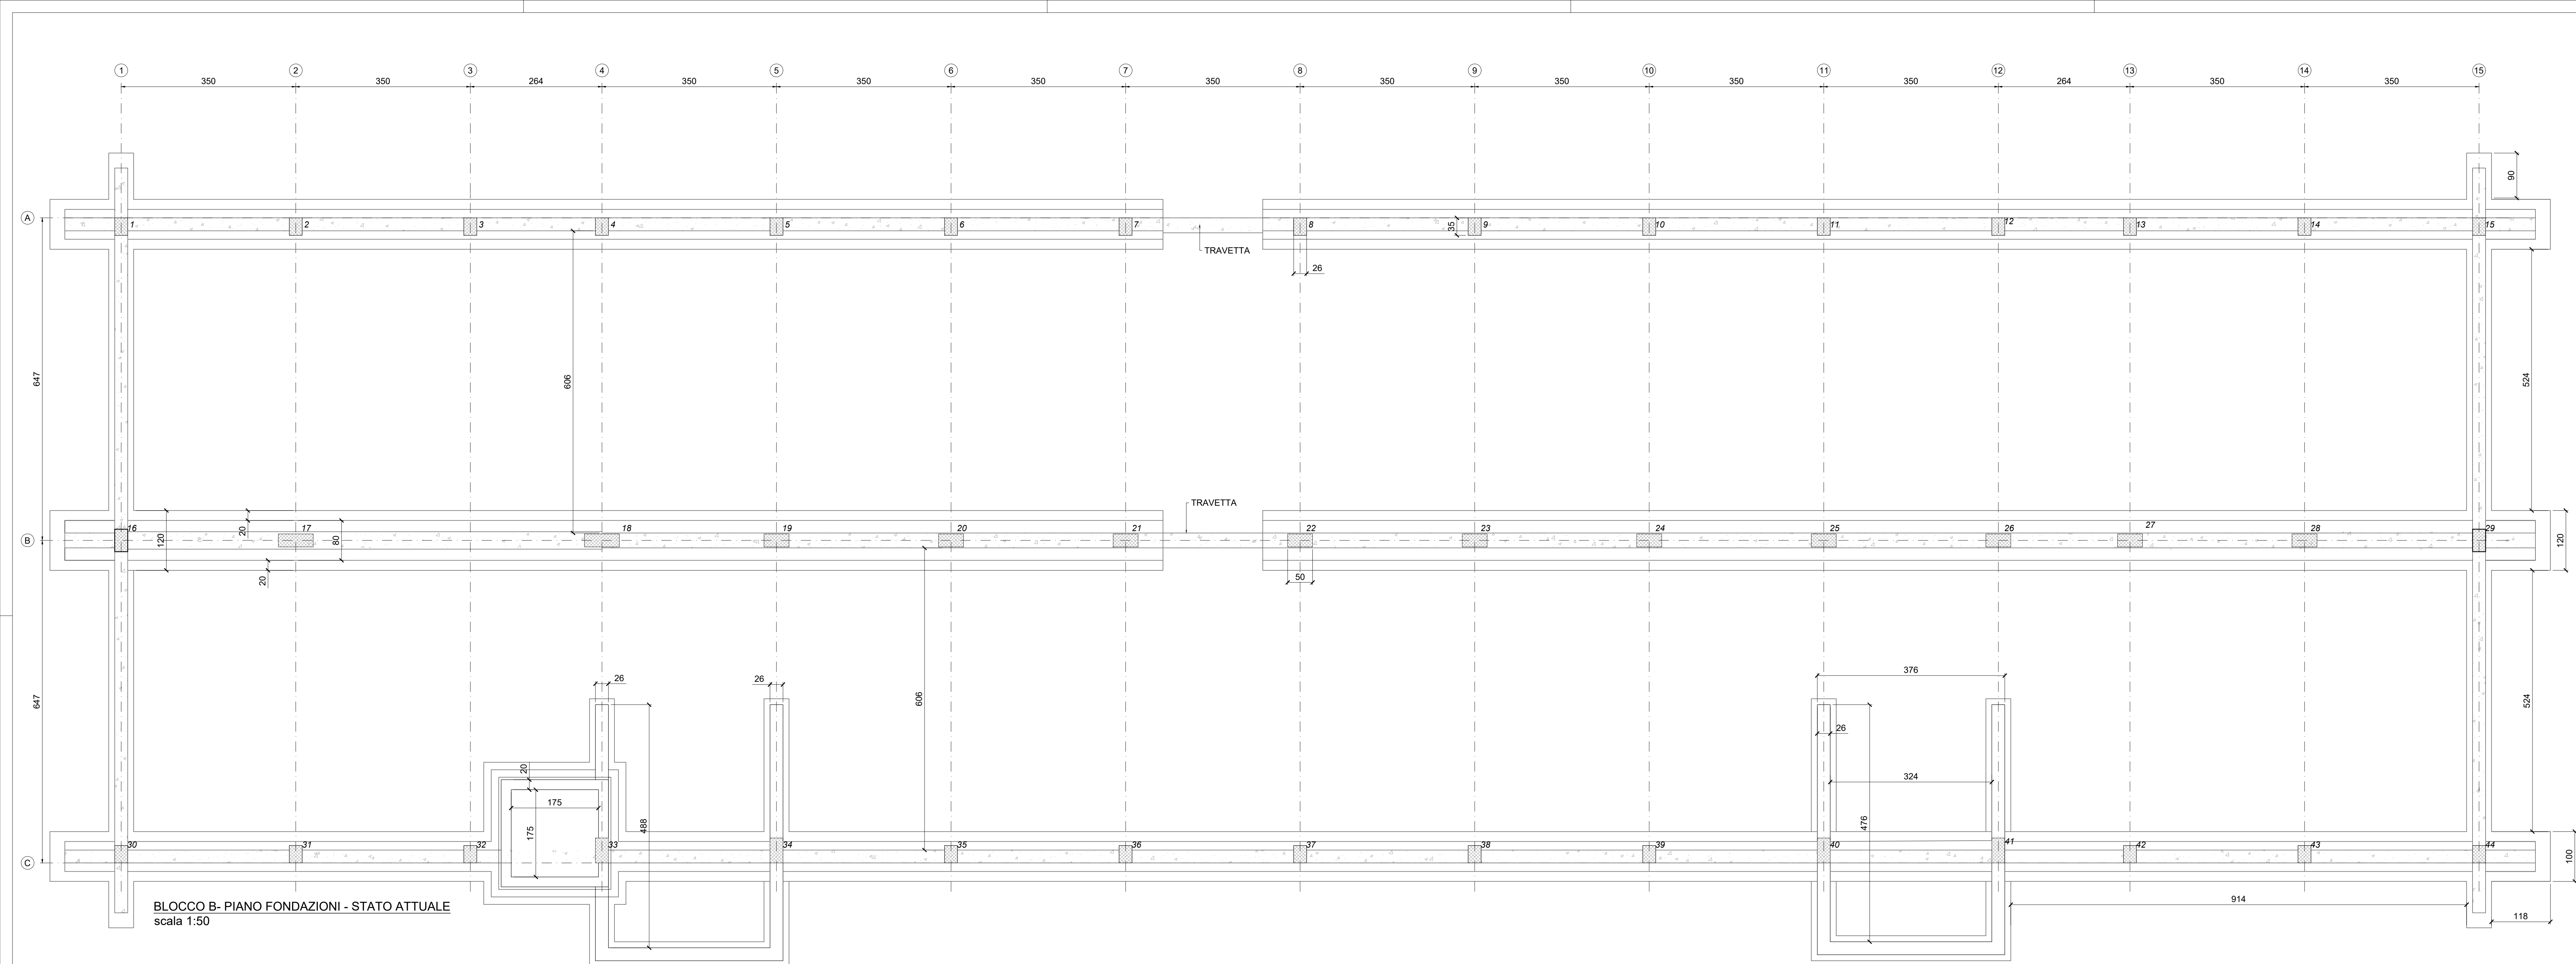 1 2 3 4 5 6 7 8 9 10 11 12 13 14 15
350 350 264 350 350 350 350 350 350 350 350 264 350 350
90
A
1 2 3 4 5 6 7 8 9 10 11 12 13 14 15
35
TRAVETTA
26
647
606
524
TRAVETTA
16 17 18 19 20 21 22 23 24 25 26 27 28 29
B
20
120
80
120
20
50
647
26
26
606
376
524
26
20
324
175
175
488
476
30 31 32 33 34 35 36 37 38 39 40 41 42 43 44
C
100
914
118
BLOCCO B- PIANO FONDAZIONI - STATO ATTUALE
scala 1:50